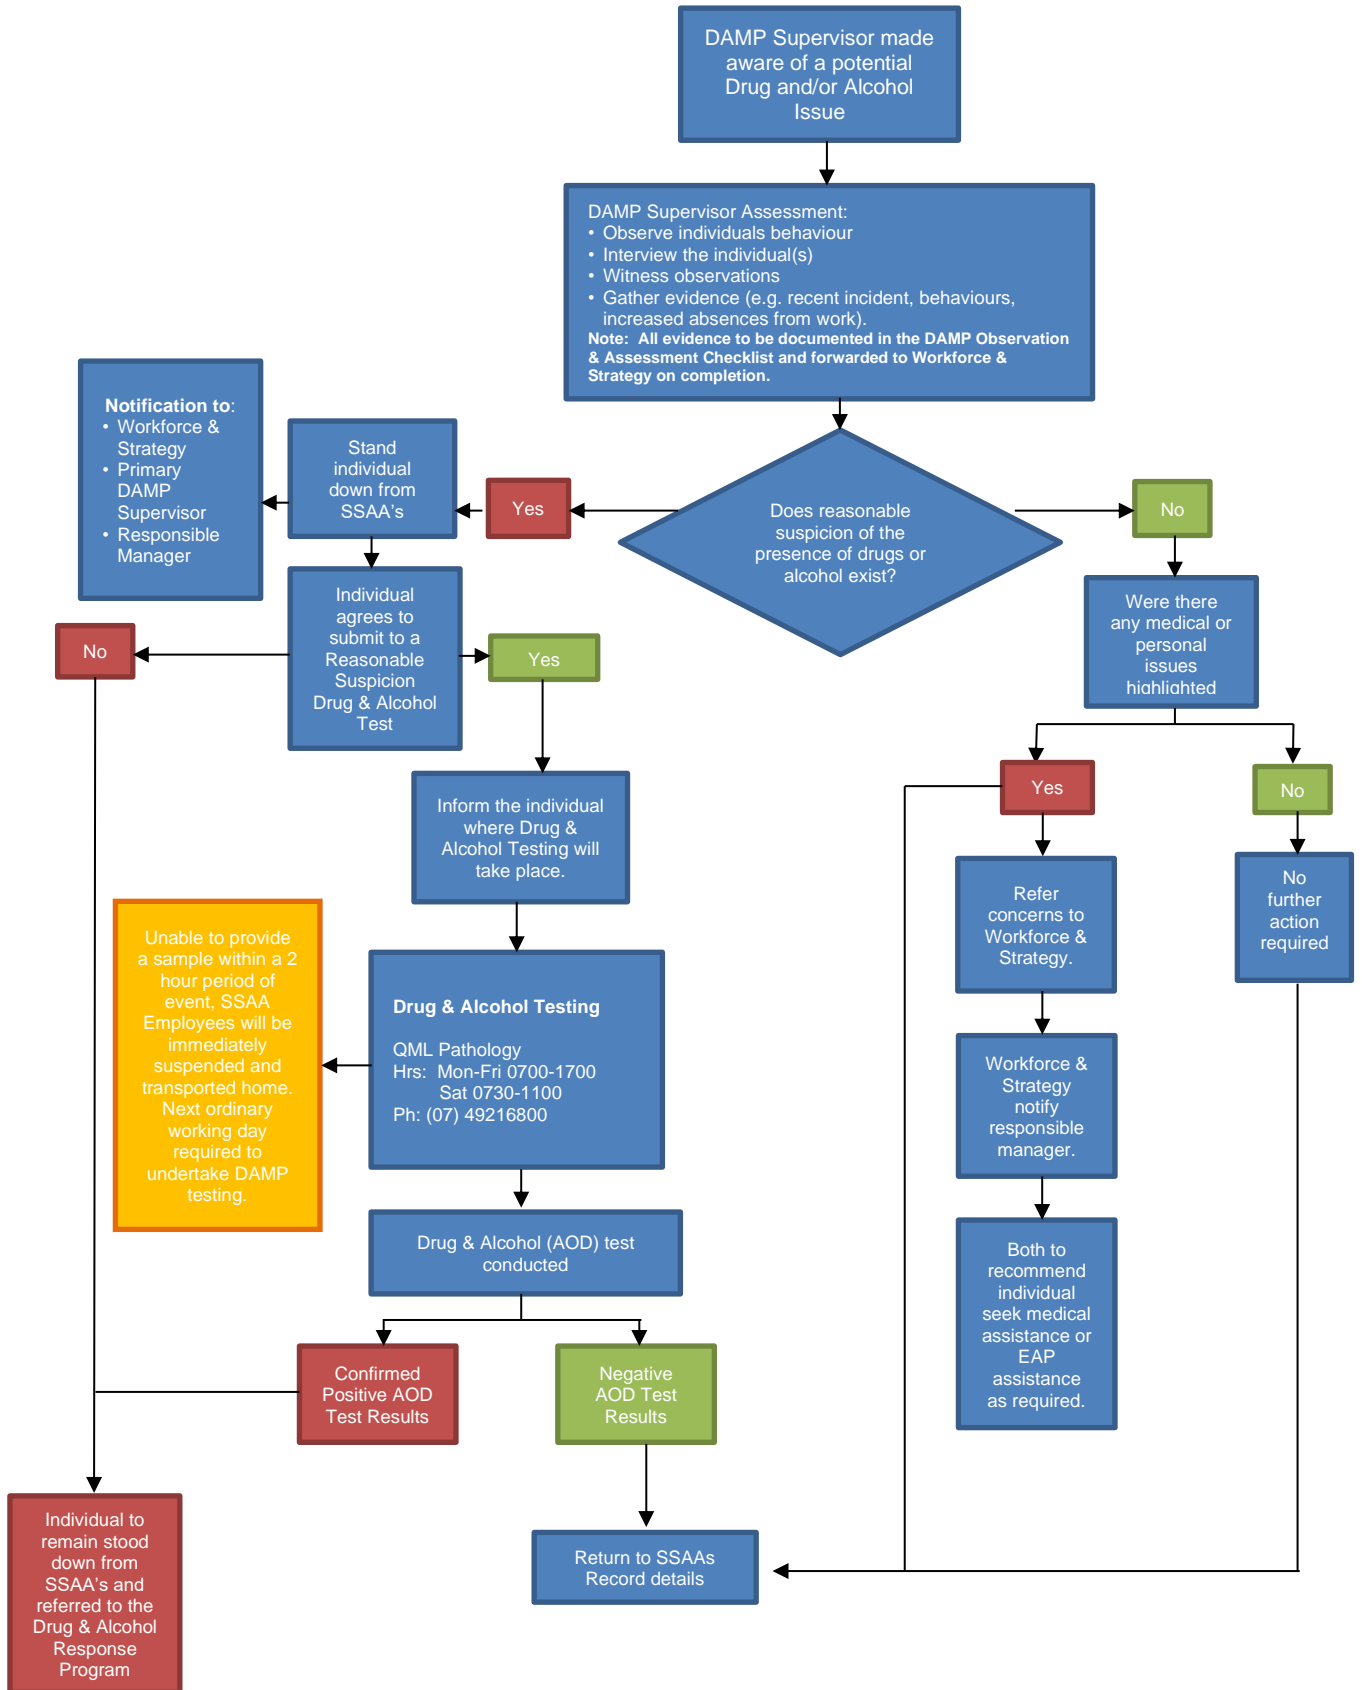 DAMP Supervisor made
aware of a potential
Drug and/or Alcohol
Issue
DAMP Supervisor Assessment:
• Observe individuals behaviour
• Interview the individual(s)
• Witness observations
• Gather evidence (e.g. recent incident, behaviours,
increased absences from work).
Note: All evidence to be documented in the DAMP Observation
& Assessment Checklist and forwarded to Workforce &
Strategy on completion.
Does reasonable
suspicion of the
presence of drugs or
alcohol exist?
Yes
Stand
individual
down from
SSAA's
Notification to:
• Workforce &
Strategy
• Primary
DAMP
Supervisor
• Responsible
Manager
Individual
agrees to
submit to a
Reasonable
Suspicion
Drug & Alcohol
Test
No
Yes
Inform the individual
where Drug &
Alcohol Testing will
take place.
Drug & Alcohol Testing
QML Pathology
Hrs: Mon-Fri 0700-1700
Sat 0730-1100
Ph: (07) 49216800
Unable to provide
a sample within a 2
hour period of
event, SSAA
Employees will be
immediately
suspended and
transported home.
Next ordinary
working day
required to
undertake DAMP
testing.
Drug & Alcohol (AOD) test
conducted
Confirmed
Positive AOD
Test Results
Negative
AOD Test
Results
Individual to
remain stood
down from
SSAA's and
referred to the
Drug & Alcohol
Response
Program
Return to SSAAs
Record details
No
Were there
any medical or
personal
issues
highlighted
Yes
No
Refer
concerns to
Workforce &
Strategy.
No
further
action
required
Workforce &
Strategy
notify
responsible
manager.
Both to
recommend
individual
seek medical
assistance or
EAP
assistance
as required.